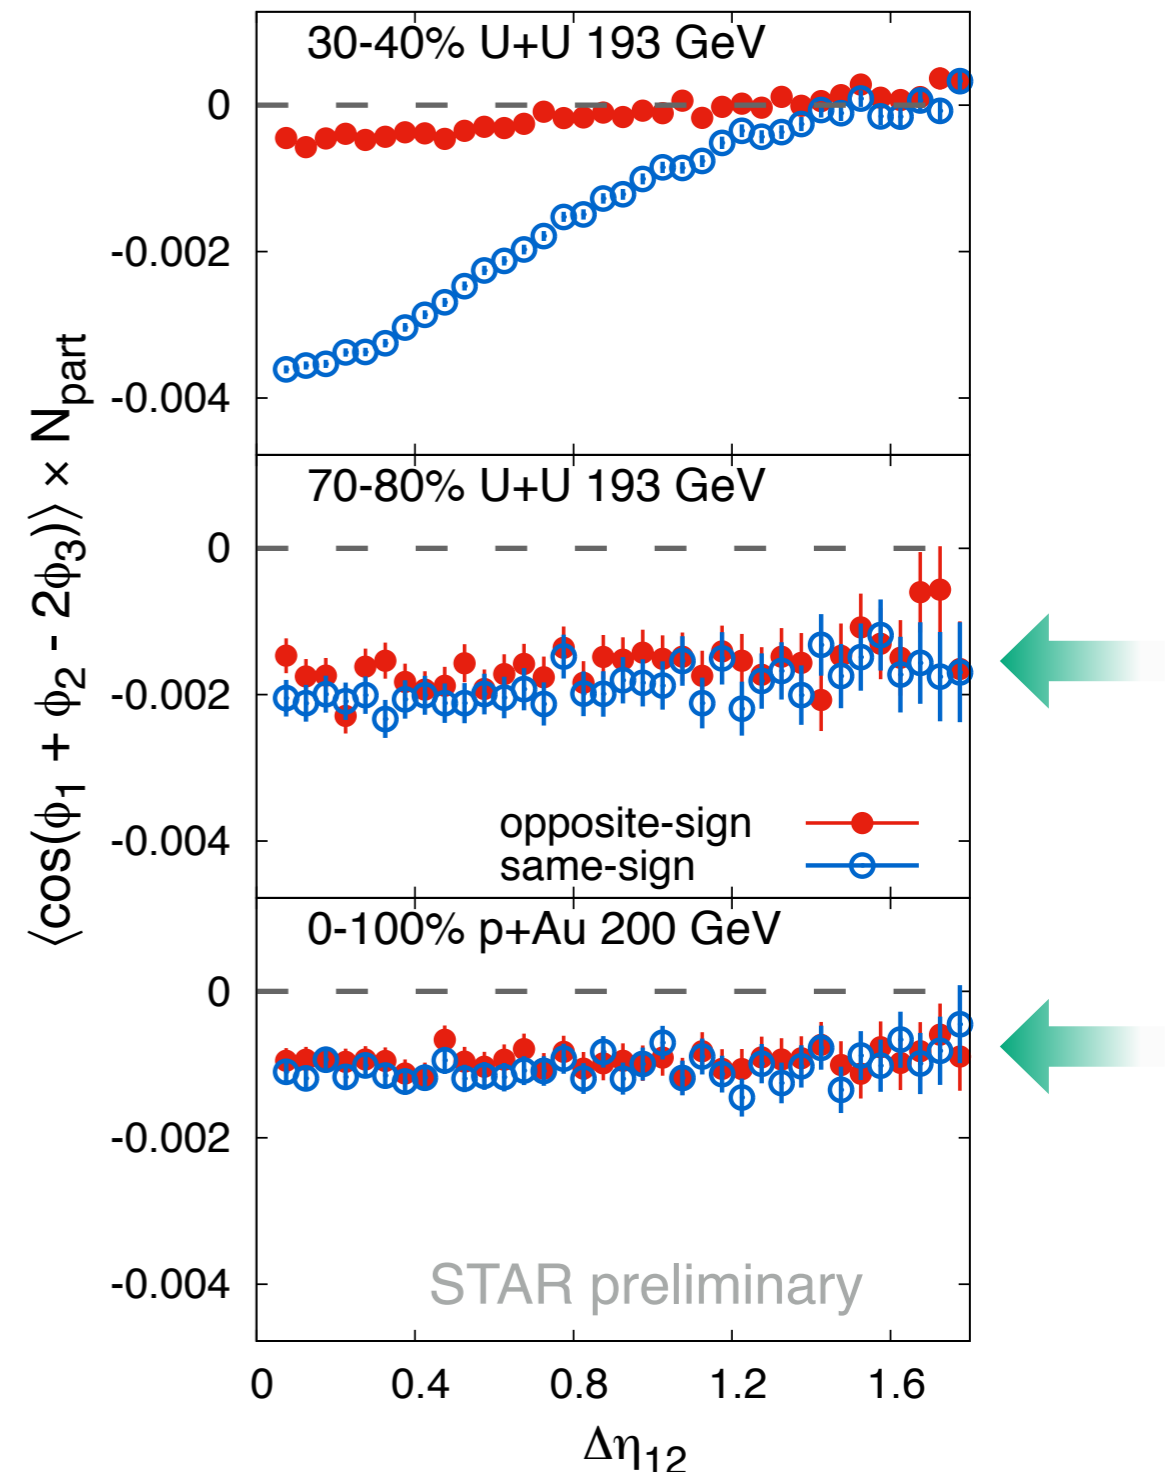 30-40% U+U 193 GeV
0
-0.002
-0.004
70-80% U+U 193 GeV
0
-0.002
-0.004
opposite-sign
same-sign
0-100% p+Au 200 GeV
0
-0.002
-0.004
STAR preliminary
0 0.4 0.8 1.2 1.6
Δη₁₂
⟨cos(ϕ₁ + ϕ₂ - 2ϕ₃)⟩ × N_part